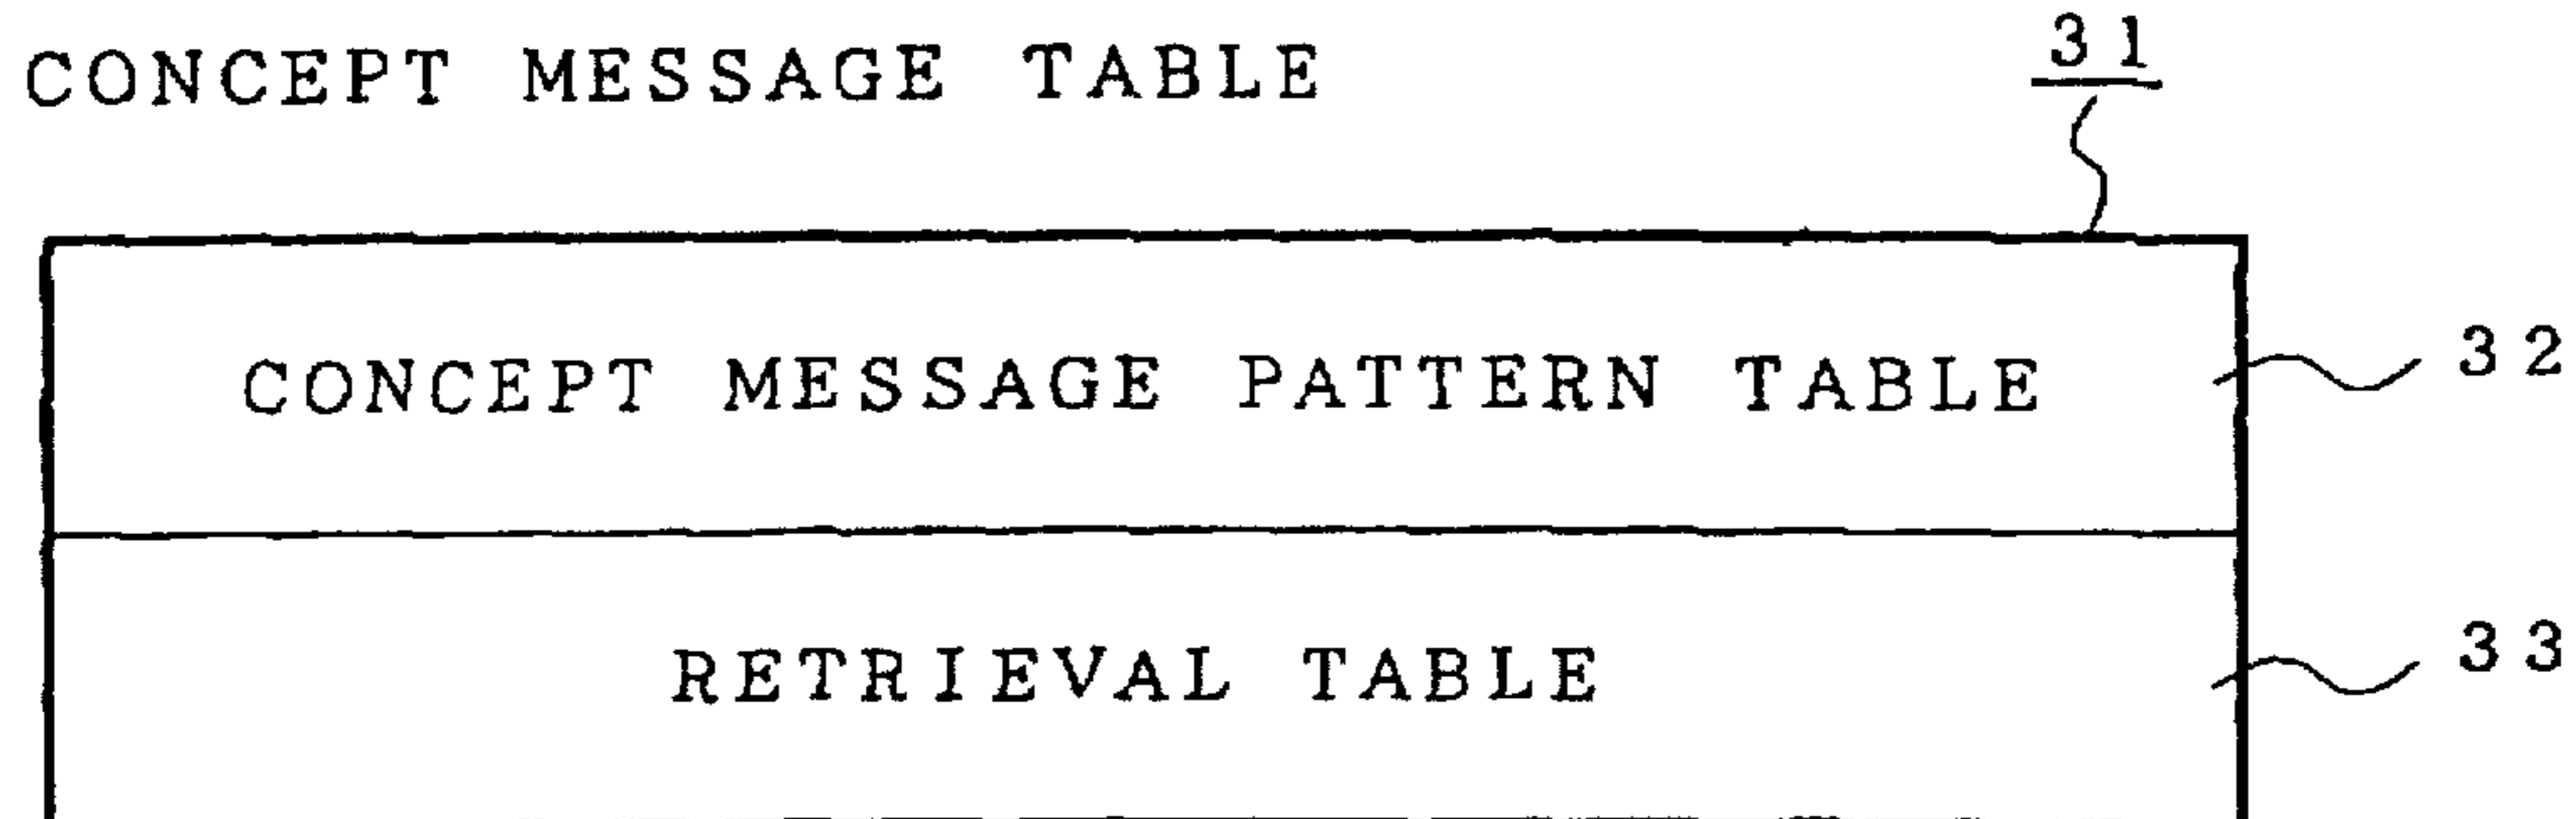 CONCEPT MESSAGE TABLE 31
CONCEPT MESSAGE PATTERN TABLE 32
RETRIEVAL TABLE 33